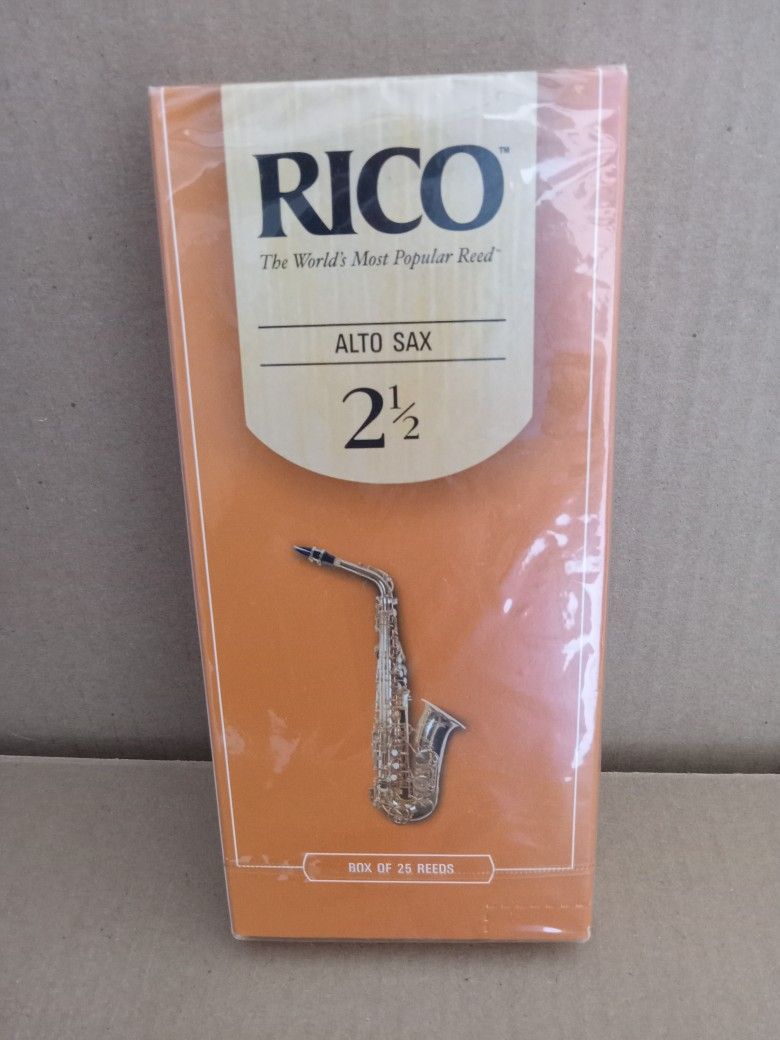 RICO™
The World's Most Popular Reed™
ALTO SAX
2½
BOX OF 25 REEDS